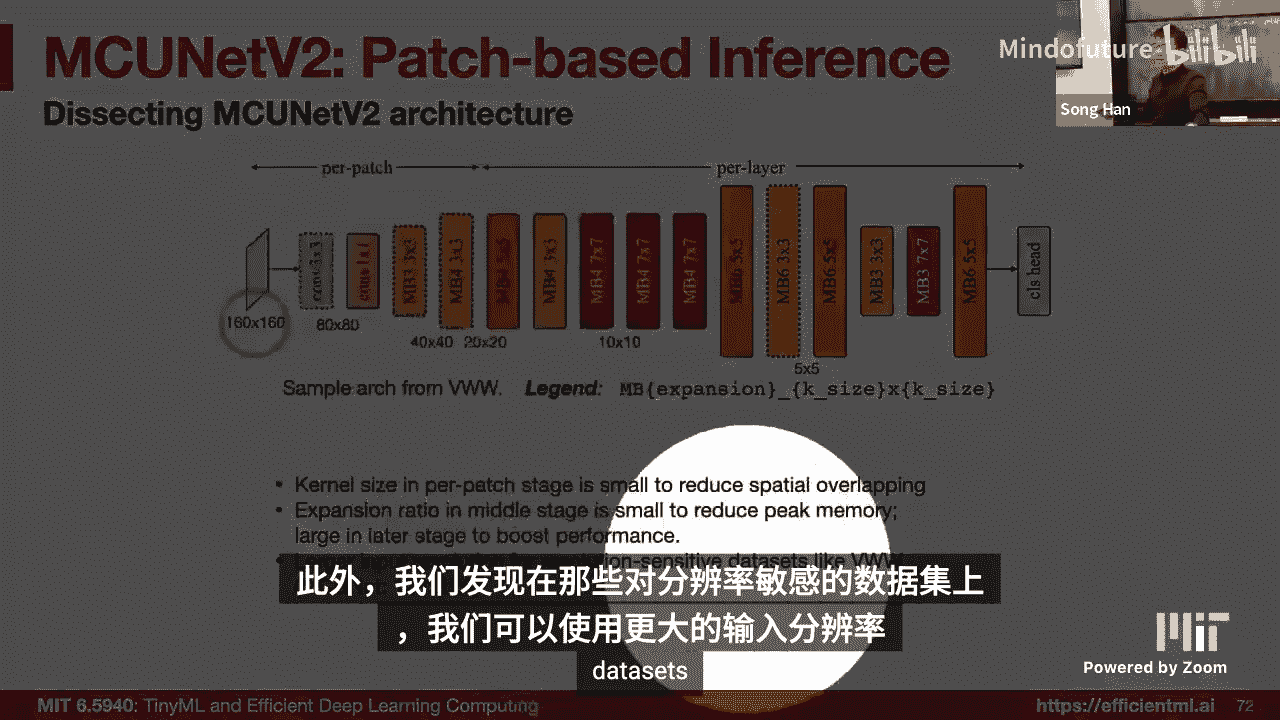 MCUNetV2: Patch-based Inference
Mindofuture bilibili
Song Han
Dissecting MCUNetV2 architecture
per-patch
per-layer
conv 3x3
MB3 3x3
MB4 3x3
MB4 3x3
MB4 7x7
MB4 7x7
MB4 7x7
MB6 3x3
MB6 5x5
MB3 3x3
MB3 7x7
MB6 5x5
cls head
160x160
80x80
40x40
20x20
10x10
5x5
Sample arch from VWW. Legend: MB{expansion}_{k_size}x{k_size}
• Kernel size in per-patch stage is small to reduce spatial overlapping
• Expansion ratio in middle stage is small to reduce peak memory;
large in later stage to boost performance.
此外，我们发现在那些对分辨率敏感的数据集上
，我们可以使用更大的输入分辨率
datasets
MIT
Powered by Zoom
MIT 6.5940: TinyML and Efficient Deep Learning Computing
https://efficientml.ai
72